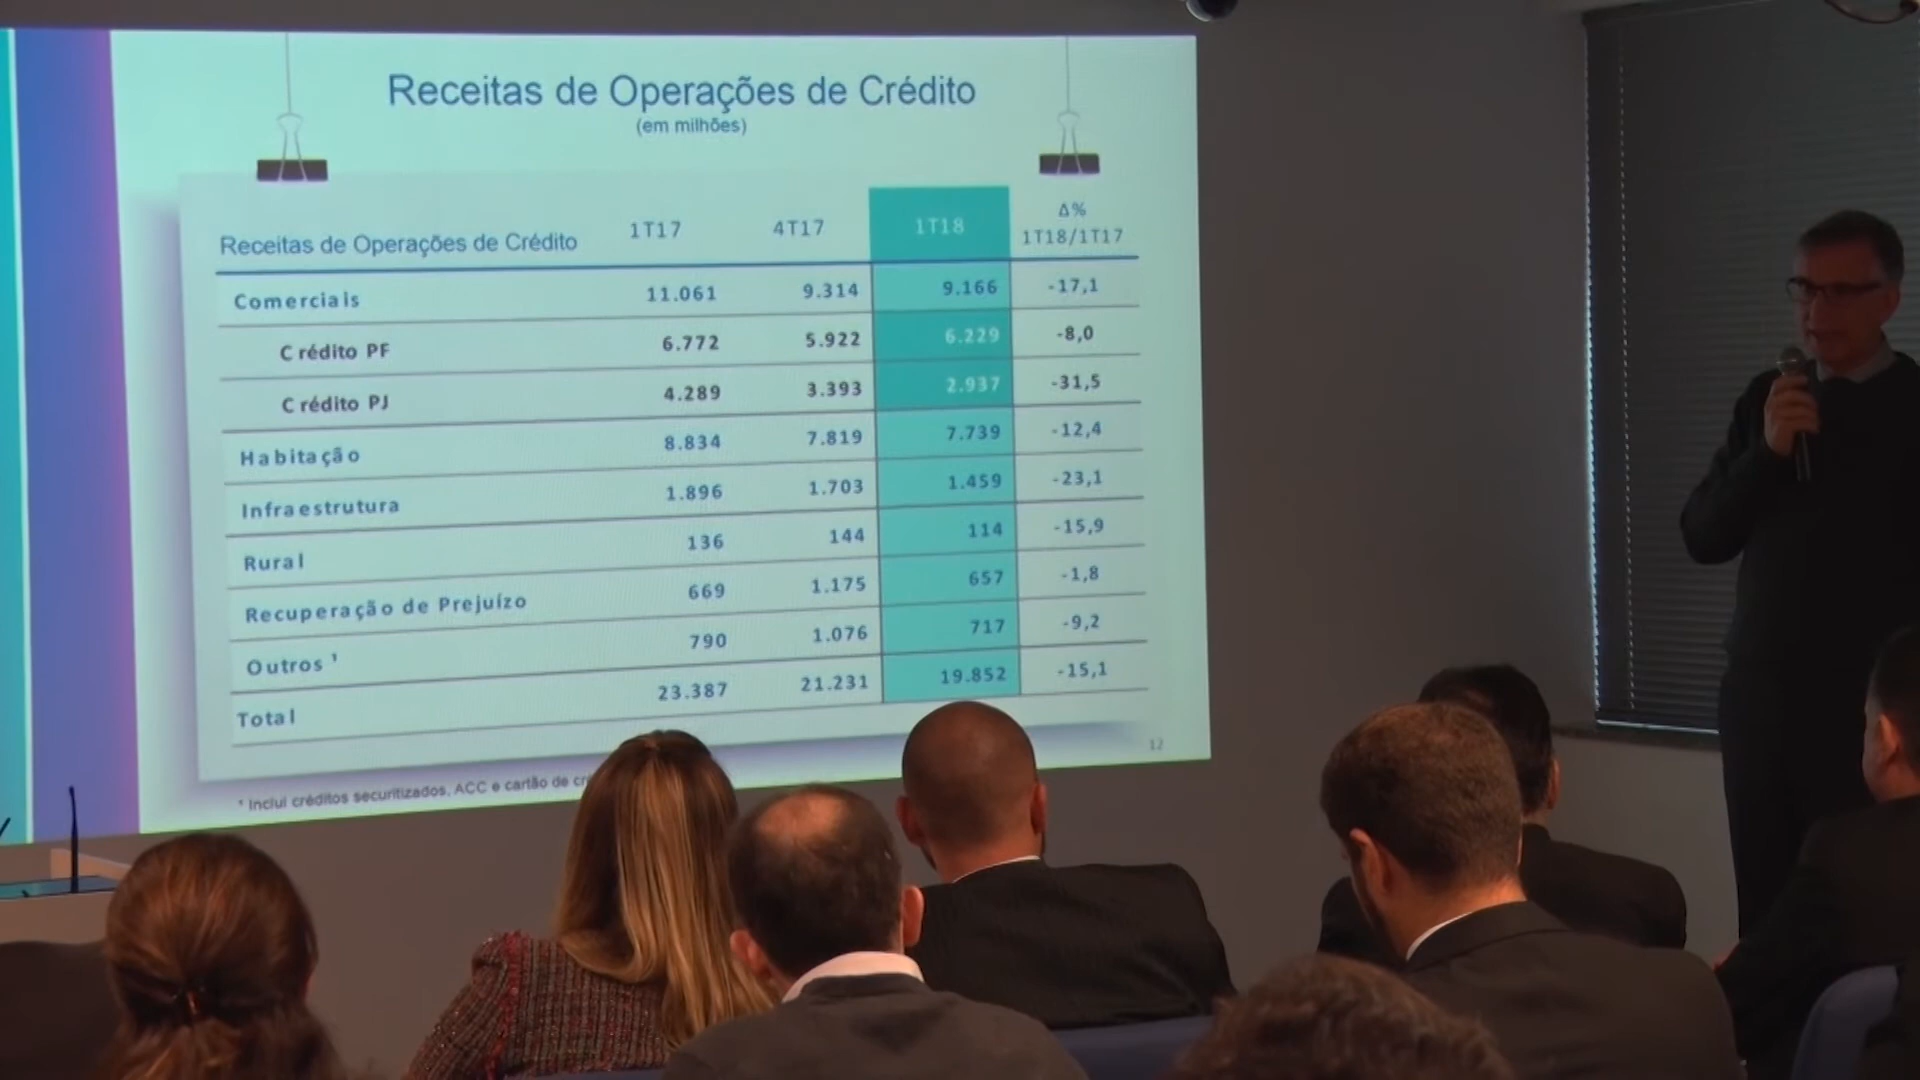 Receitas de Operações de Crédito
(em milhões)
Receitas de Operações de Crédito 1T17 4T17 1T18 Δ% 1T18/1T17
Comerciais 11.061 9.314 9.166 -17,1
Crédito PF 6.772 5.922 6.229 -8,0
Crédito PJ 4.289 3.393 2.937 -31,5
Habitação 8.834 7.819 7.739 -12,4
Infraestrutura 1.896 1.703 1.459 -23,1
Rural 136 144 114 -15,9
Recuperação de Prejuízo 669 1.175 657 -1,8
Outros ¹ 790 1.076 717 -9,2
Total 23.387 21.231 19.852 -15,1
12
¹ Inclui créditos securitizados, ACC e cartão de